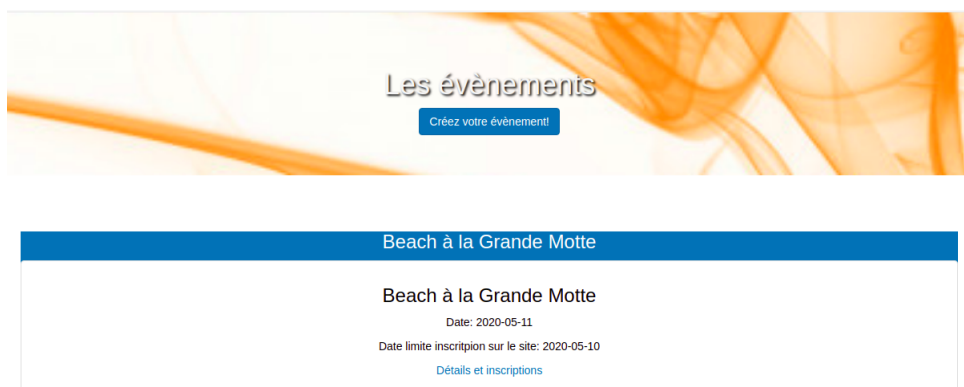 Les évènements
Créez votre évènement!
Beach à la Grande Motte
Beach à la Grande Motte
Date: 2020-05-11
Date limite inscritpion sur le site: 2020-05-10
Détails et inscriptions